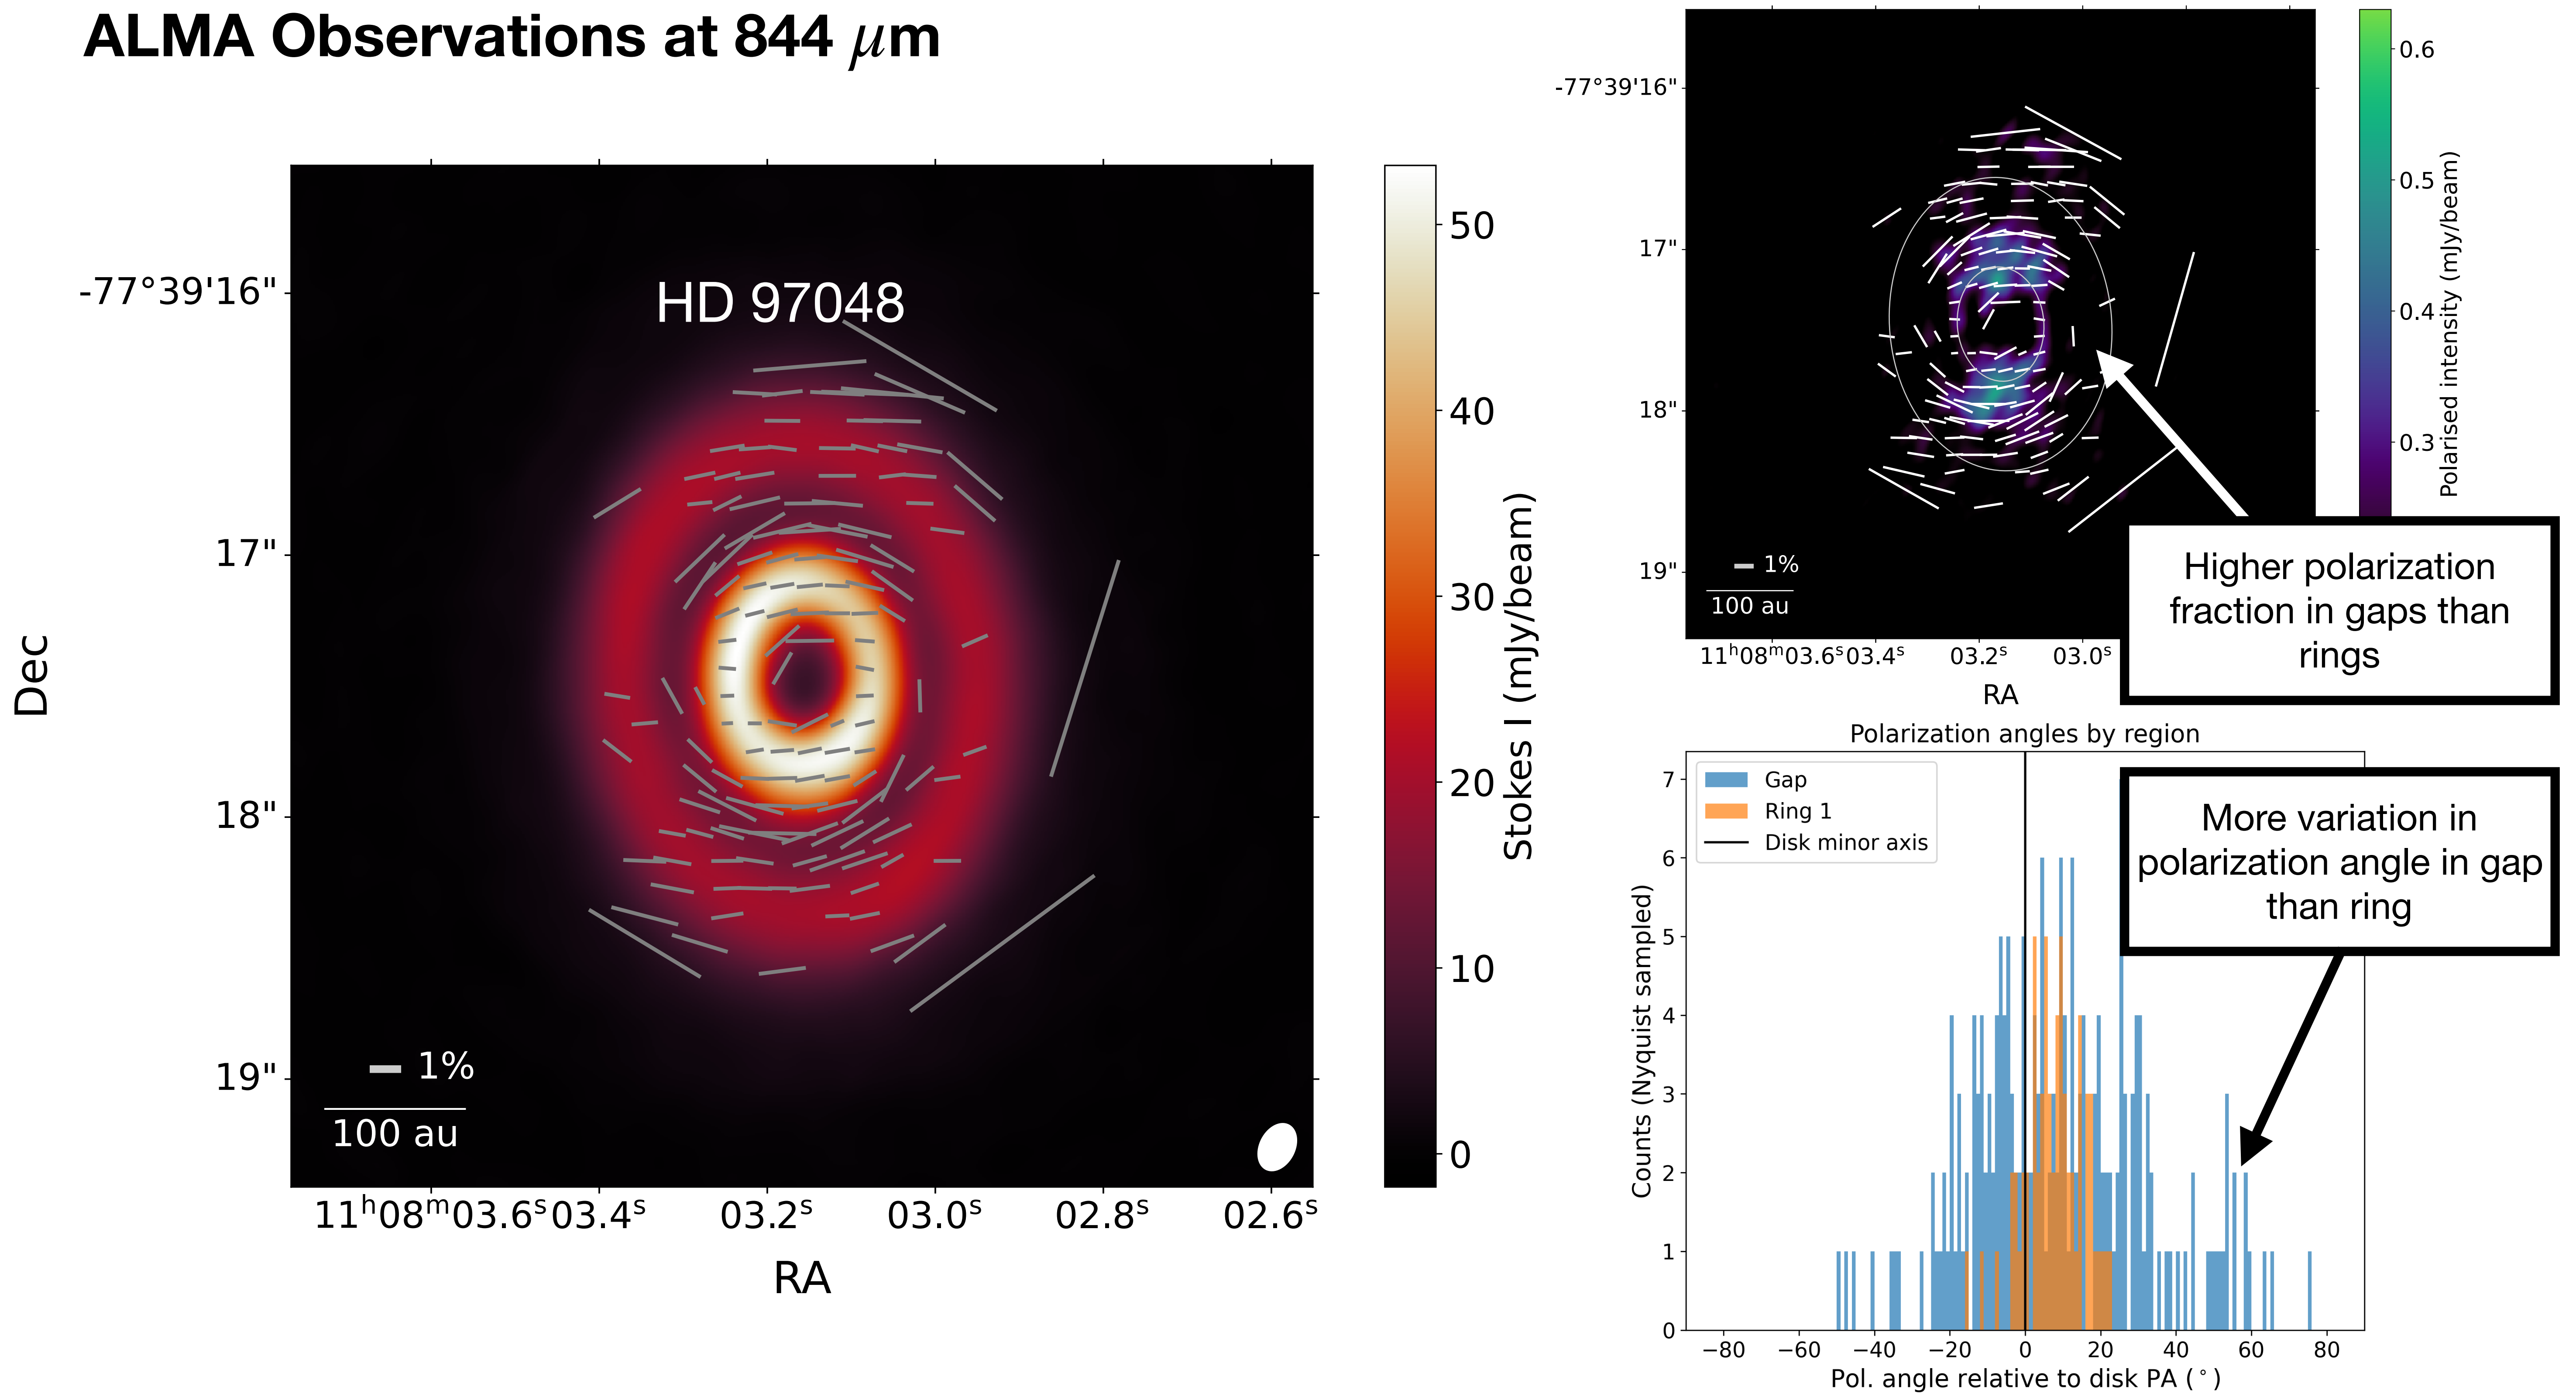 ALMA Observations at 844 μm
HD 97048
-77°39'16"
17"
18"
19"
Dec
1%
100 au
11ʰ08ᵐ03.6ˢ
03.4ˢ
03.2ˢ
03.0ˢ
02.8ˢ
02.6ˢ
RA
50
40
30
20
10
0
Stokes I (mJy/beam)
-77°39'16"
17"
18"
19"
1%
100 au
11ʰ08ᵐ03.6ˢ
03.4ˢ
03.2ˢ
03.0ˢ
RA
0.6
0.5
0.4
0.3
Polarised intensity (mJy/beam)
Higher polarization
fraction in gaps than
rings
Polarization angles by region
Gap
Ring 1
Disk minor axis
7
6
5
4
3
2
1
0
Counts (Nyquist sampled)
−80
−60
−40
−20
0
20
40
60
80
Pol. angle relative to disk PA (°)
More variation in
polarization angle in gap
than ring